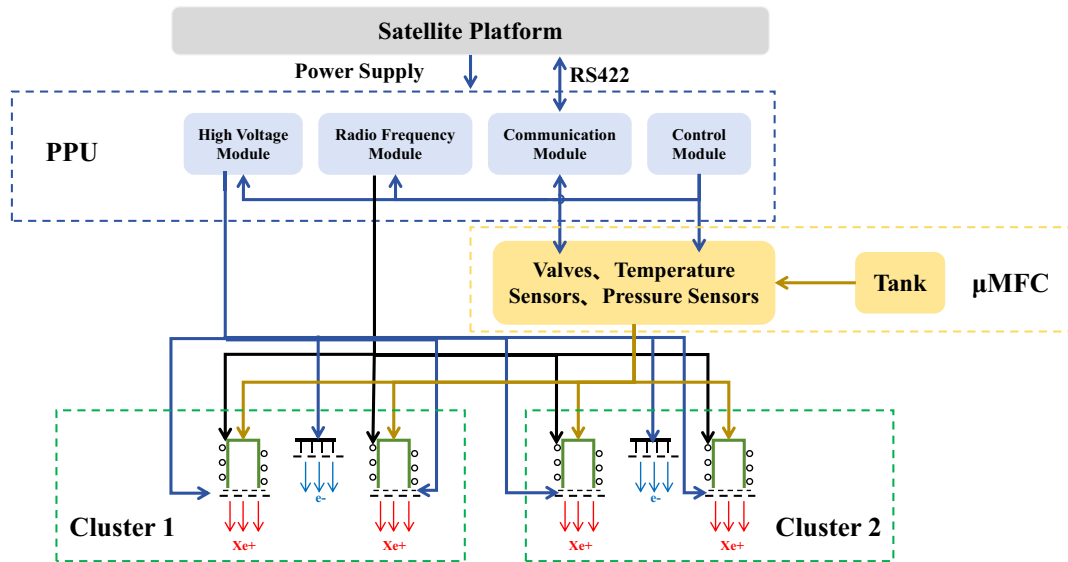 Satellite Platform
Power Supply
RS422
PPU
High Voltage
Module
Radio Frequency
Module
Communication
Module
Control
Module
Valves、Temperature
Sensors、Pressure Sensors
Tank
μMFC
e-
e-
Cluster 1
Cluster 2
Xe+
Xe+
Xe+
Xe+